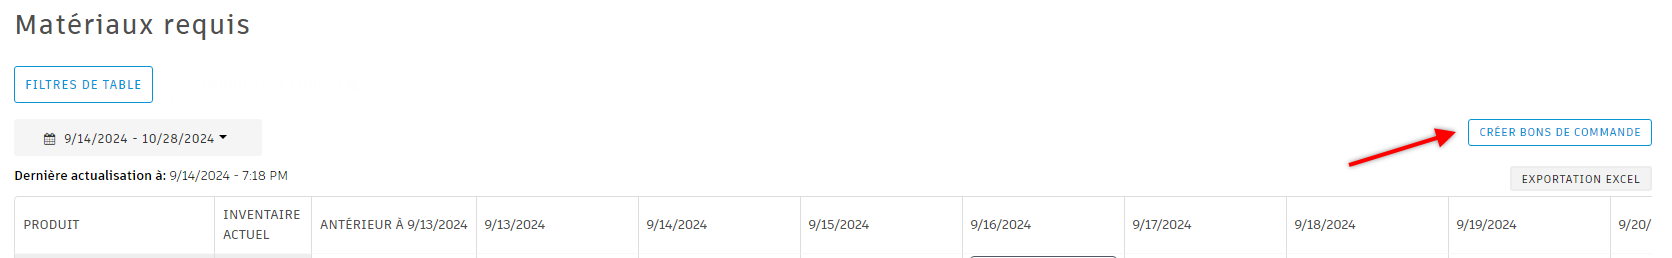 Matériaux requis
FILTRES DE TABLE
9/14/2024 - 10/28/2024
CRÉER BONS DE COMMANDE
Dernière actualisation à: 9/14/2024 - 7:18 PM
EXPORTATION EXCEL
PRODUIT
INVENTAIRE
ACTUEL
ANTÉRIEUR À 9/13/2024
9/13/2024
9/14/2024
9/15/2024
9/16/2024
9/17/2024
9/18/2024
9/19/2024
9/20/